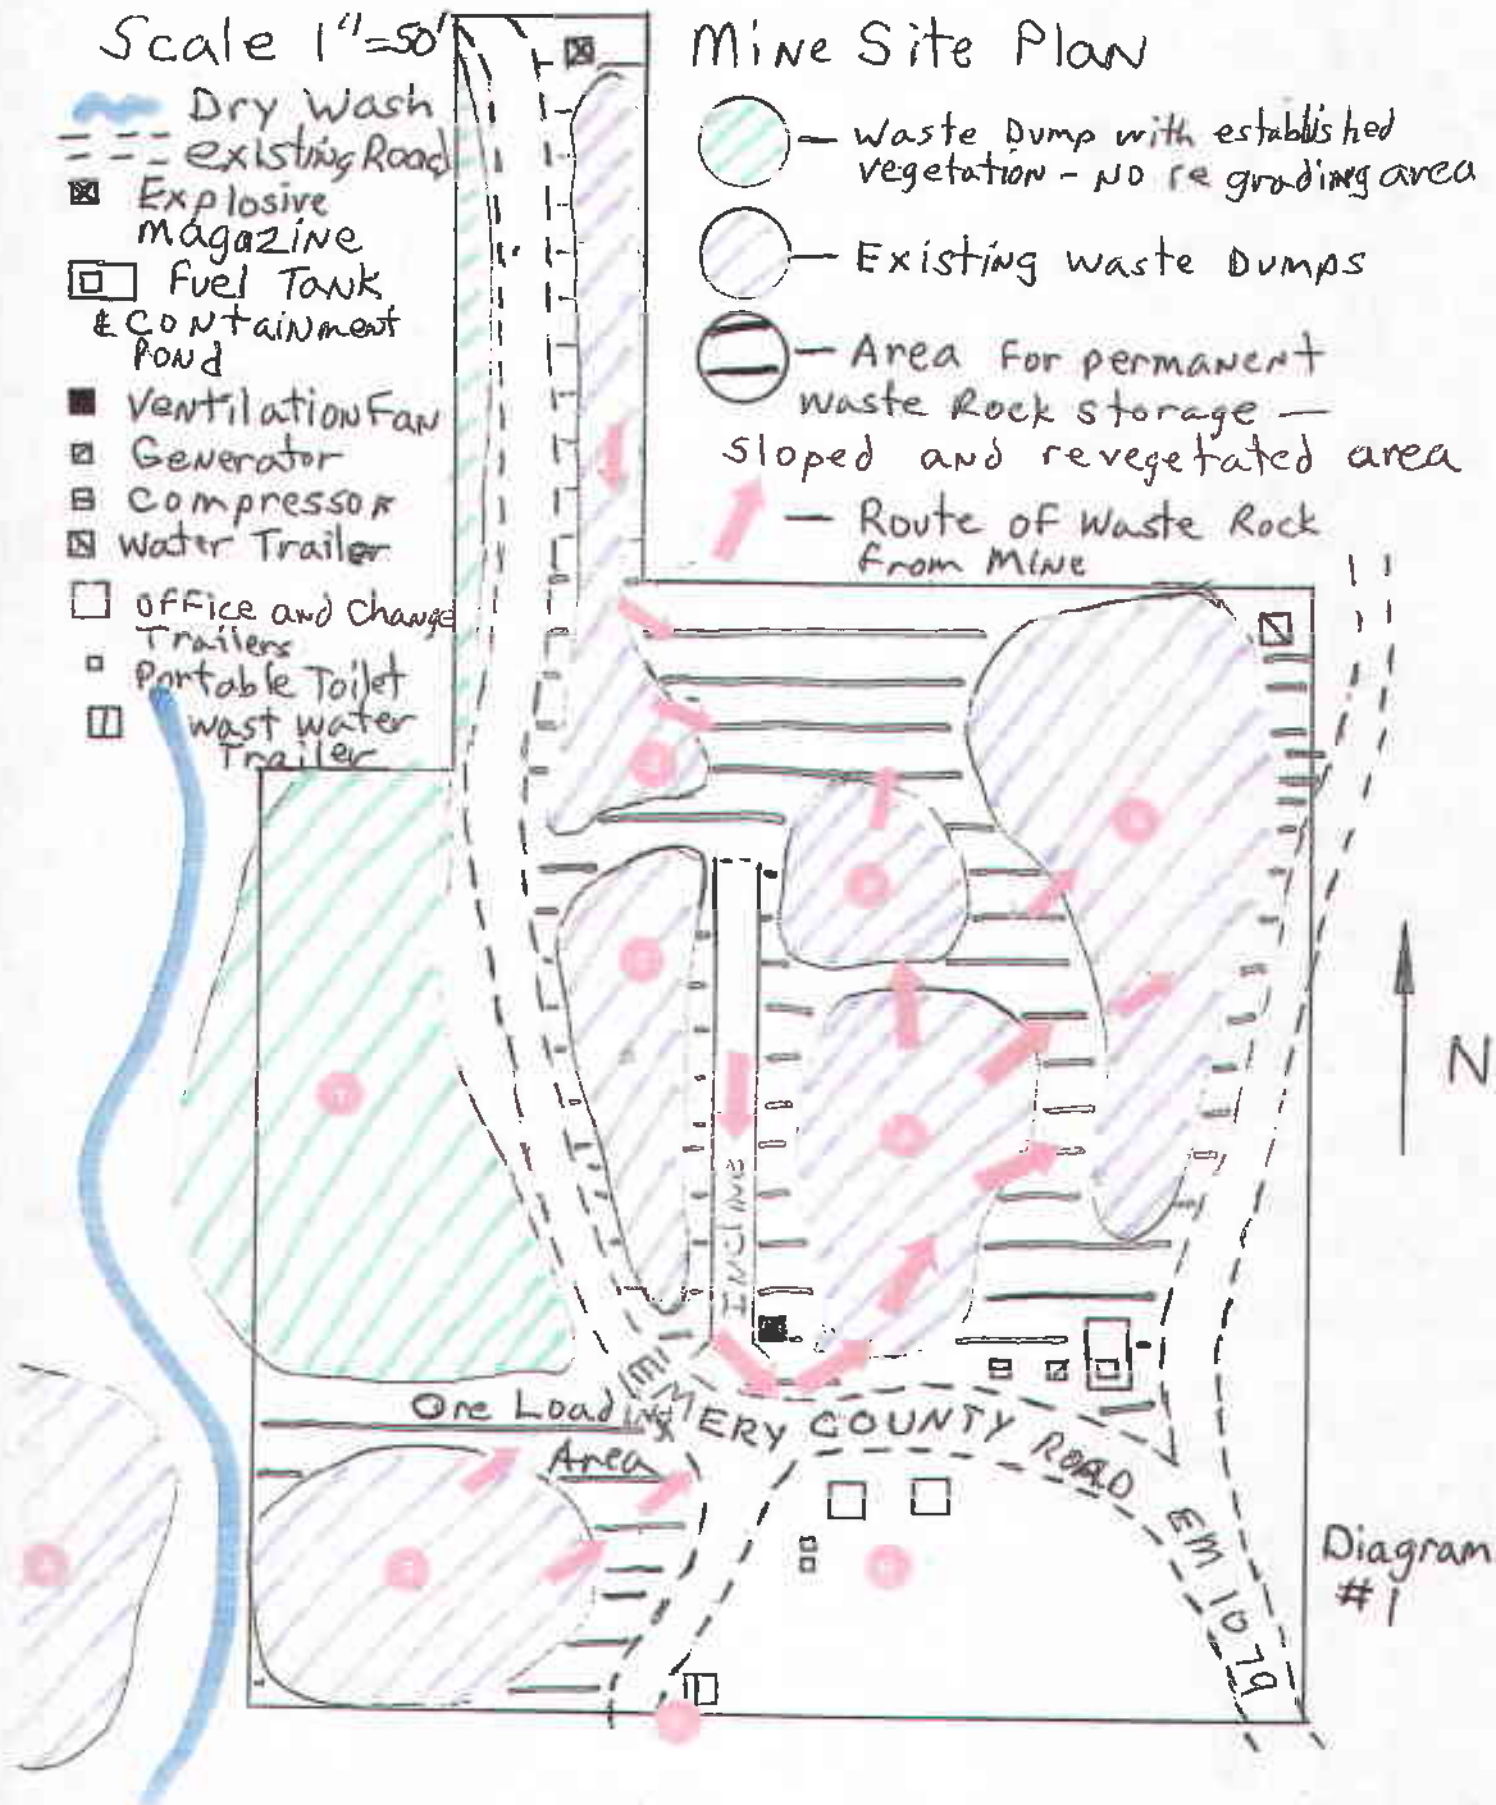 Scale 1"=50'
Dry Wash
existing Road
Explosive
Magazine
Fuel Tank
& Containment
Pond
Ventilation Fan
Generator
Compressor
Water Trailer
office and Change
Trailers
Portable Toilet
Wast water
Trailer
Mine Site Plan
— Waste Dump with established
vegetation - NO re grading area
— Existing Waste Dumps
— Area For permanent
Waste Rock storage —
Sloped and revegetated area
— Route of Waste Rock
From Mine
N
INCLINE
Ore Loading
Area
EMERY COUNTY ROAD EM 1079
Diagram
#1